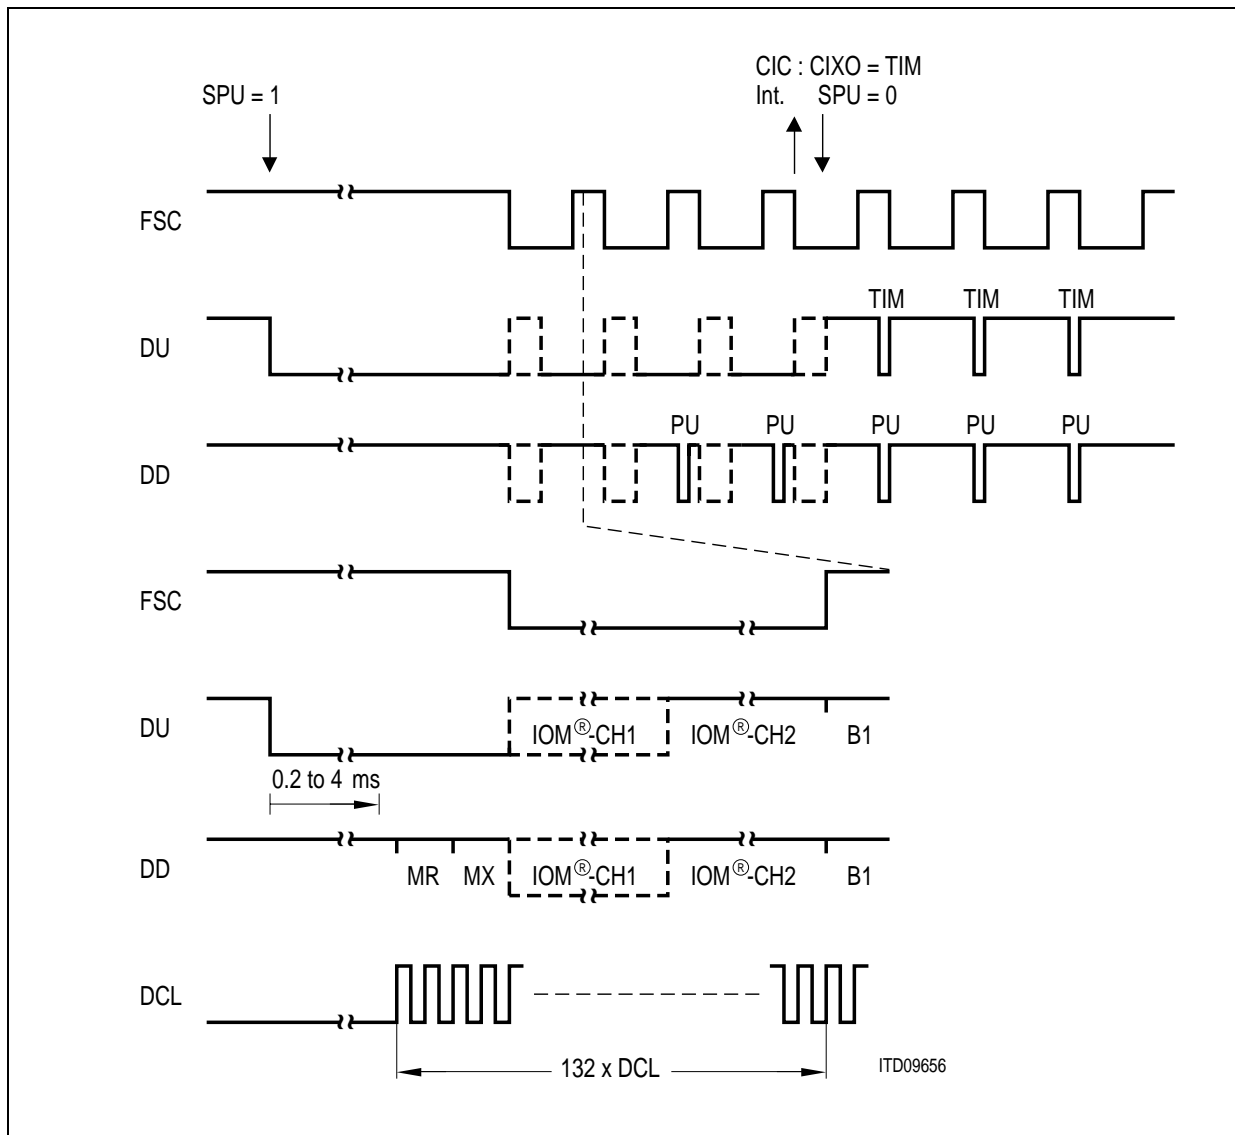 CIC : CIXO = TIM
SPU = 1
Int. SPU = 0
FSC
TIM TIM TIM
DU
PU PU PU PU PU
DD
FSC
DU
IOM®-CH1 IOM®-CH2 B1
0.2 to 4 ms
DD
MR MX IOM®-CH1 IOM®-CH2 B1
DCL
132 x DCL
ITD09656